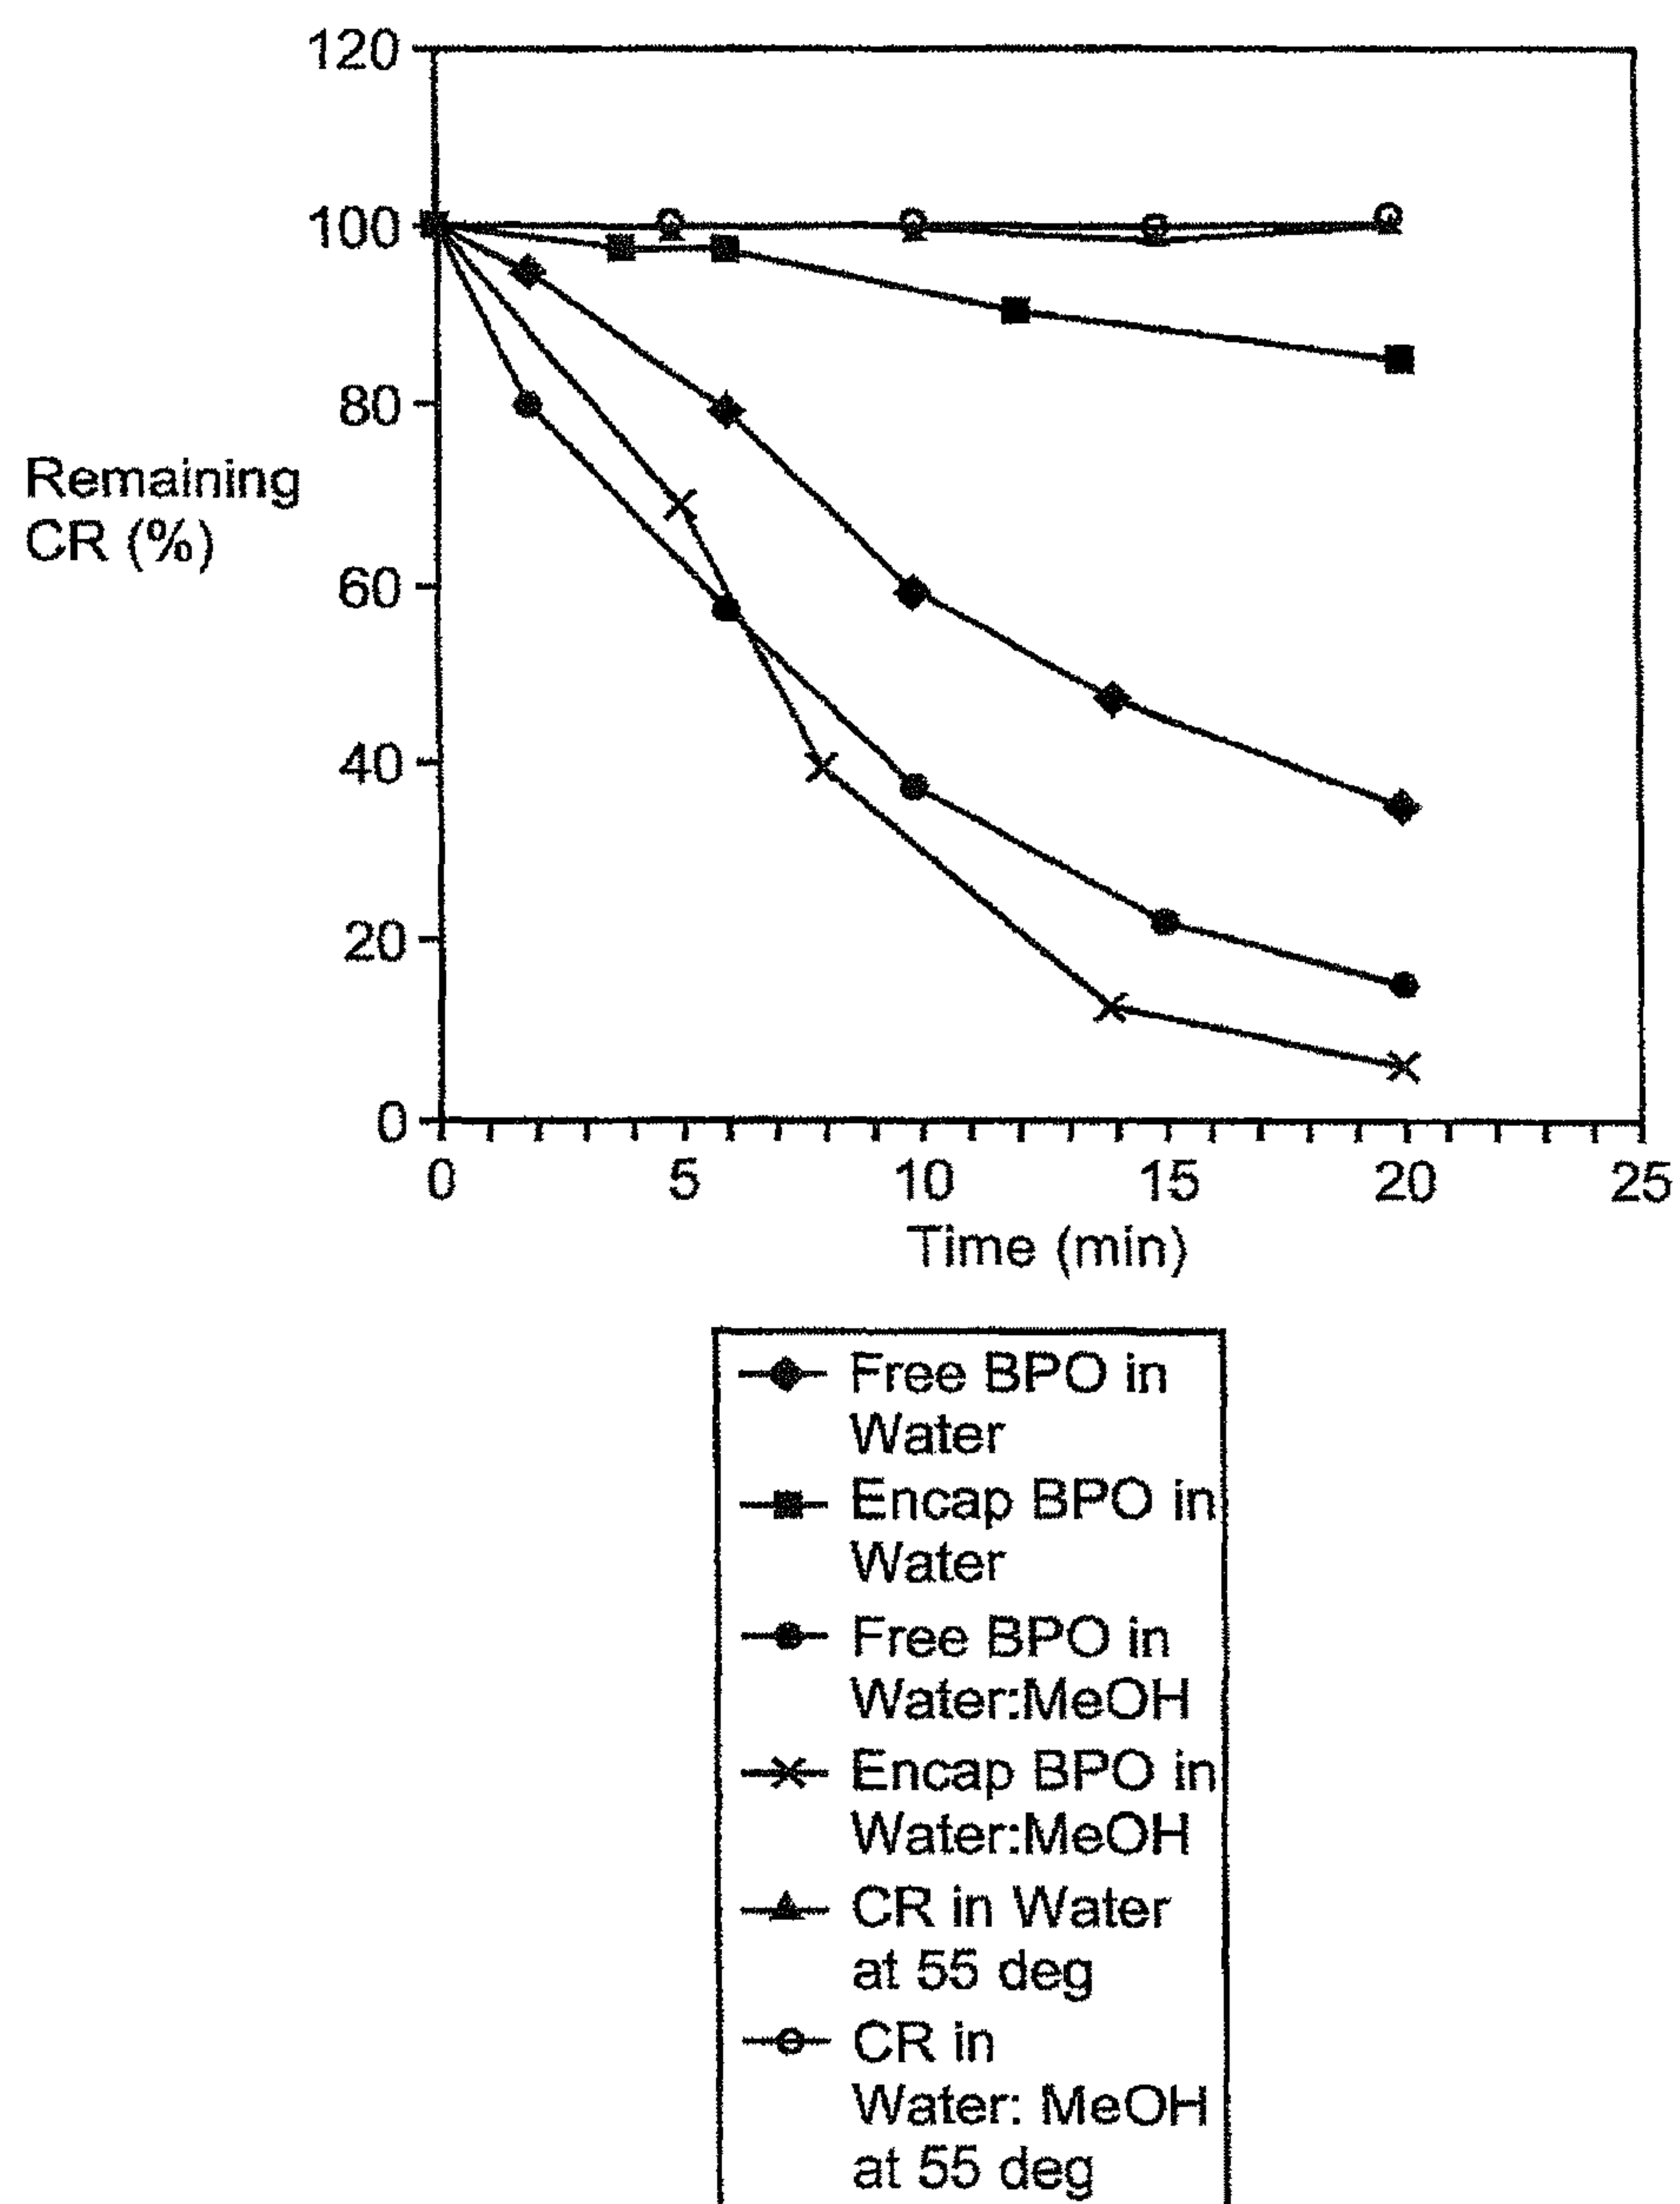 120
100
80
Remaining
CR (%)
60
40
20
0
0 5 10 15 20 25
Time (min)
Free BPO in
Water
Encap BPO in
Water
Free BPO in
Water:MeOH
Encap BPO in
Water:MeOH
CR in Water
at 55 deg
CR in
Water: MeOH
at 55 deg